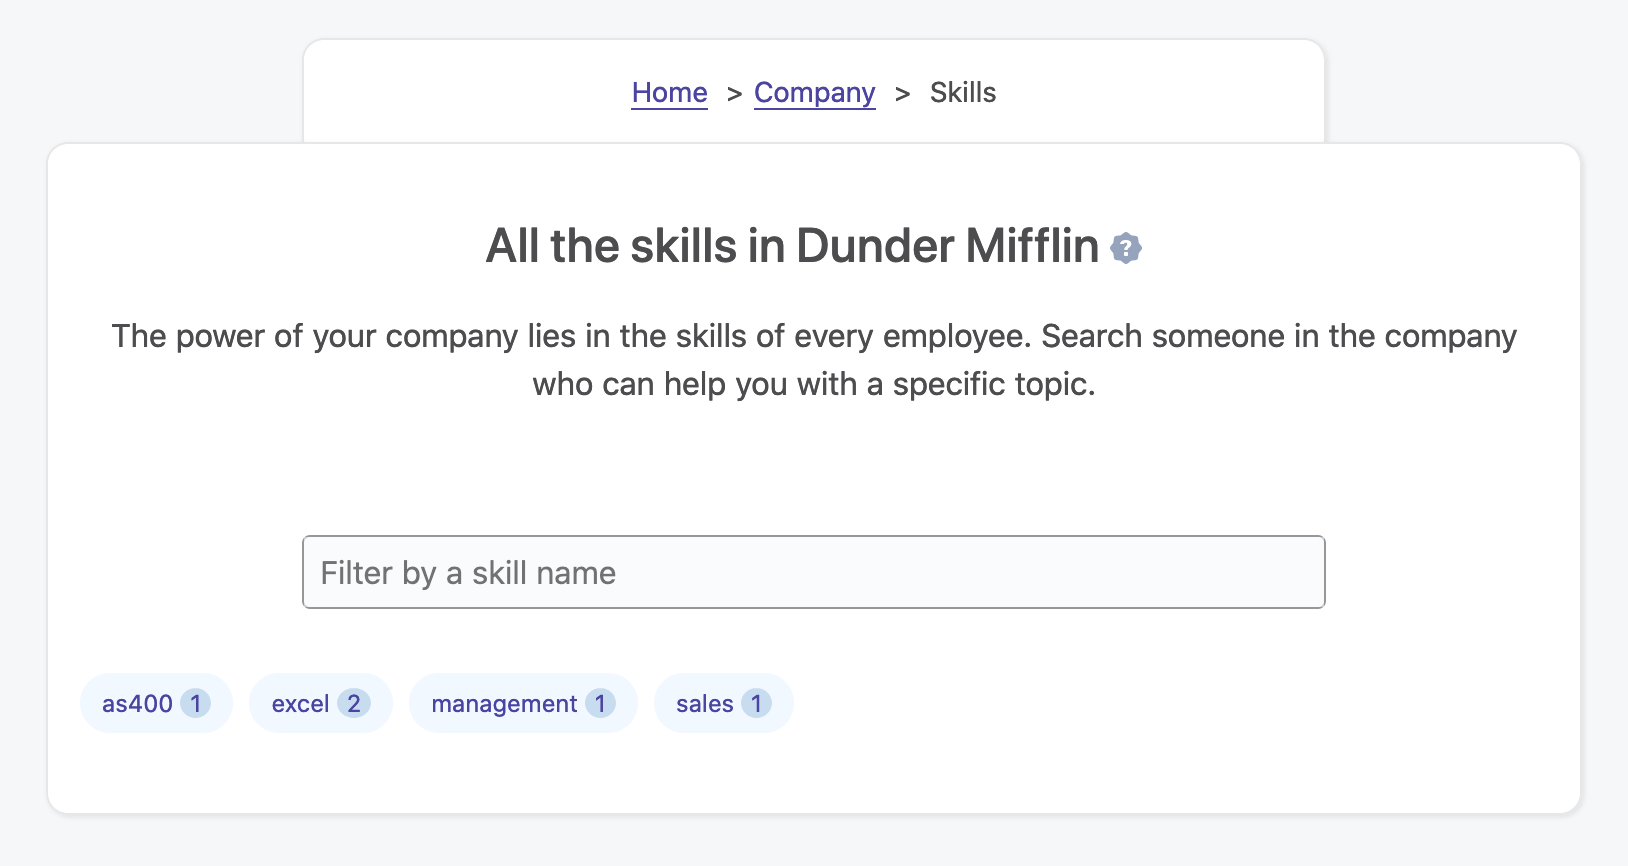 Home > Company > Skills
All the skills in Dunder Mifflin ?
The power of your company lies in the skills of every employee. Search someone in the company
who can help you with a specific topic.
Filter by a skill name
as400 1 excel 2 management 1 sales 1